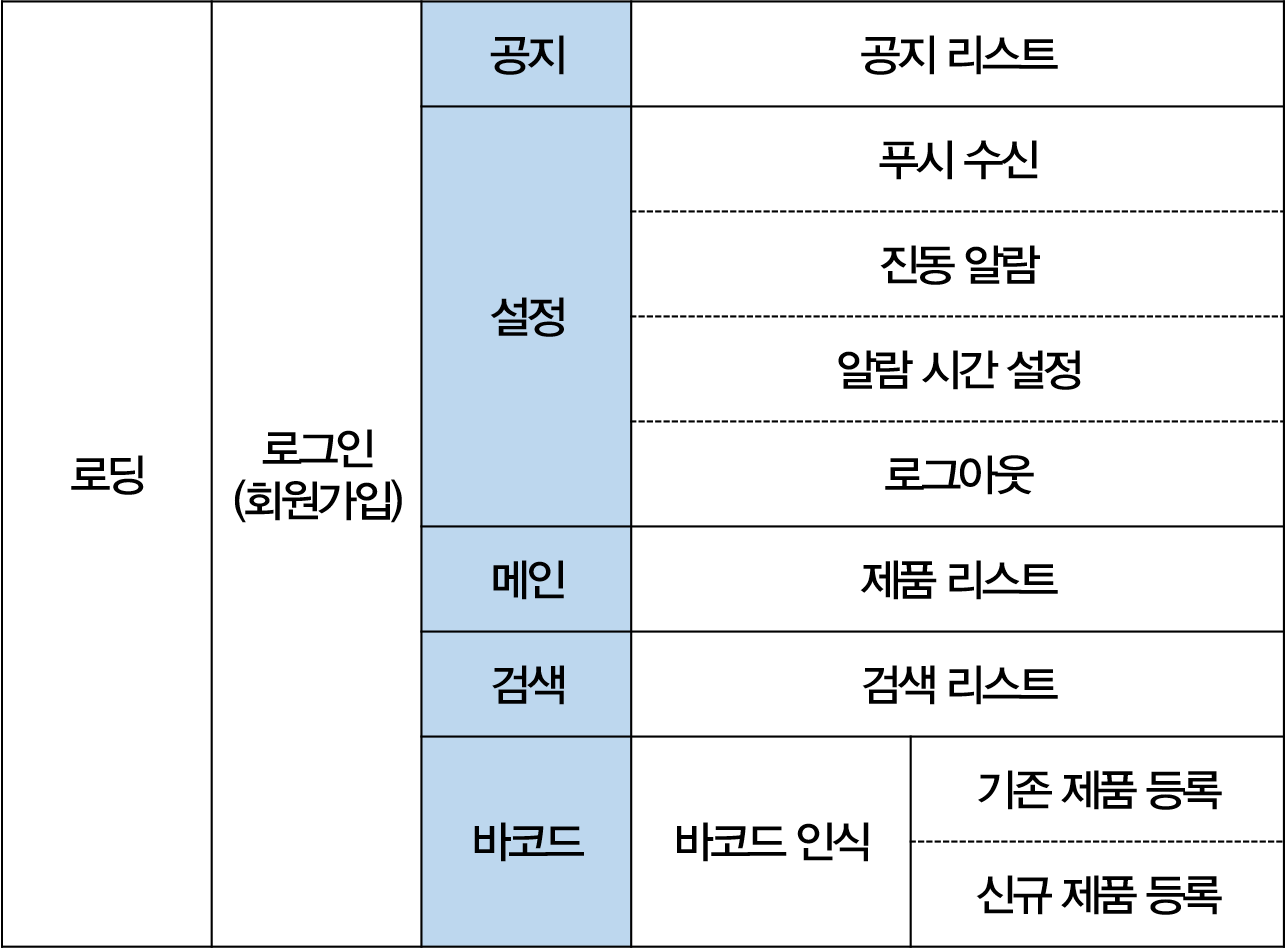 로딩
로그인
(회원가입)
공지
공지 리스트
설정
푸시 수신
진동 알람
알람 시간 설정
로그아웃
메인
제품 리스트
검색
검색 리스트
바코드
바코드 인식
기존 제품 등록
신규 제품 등록